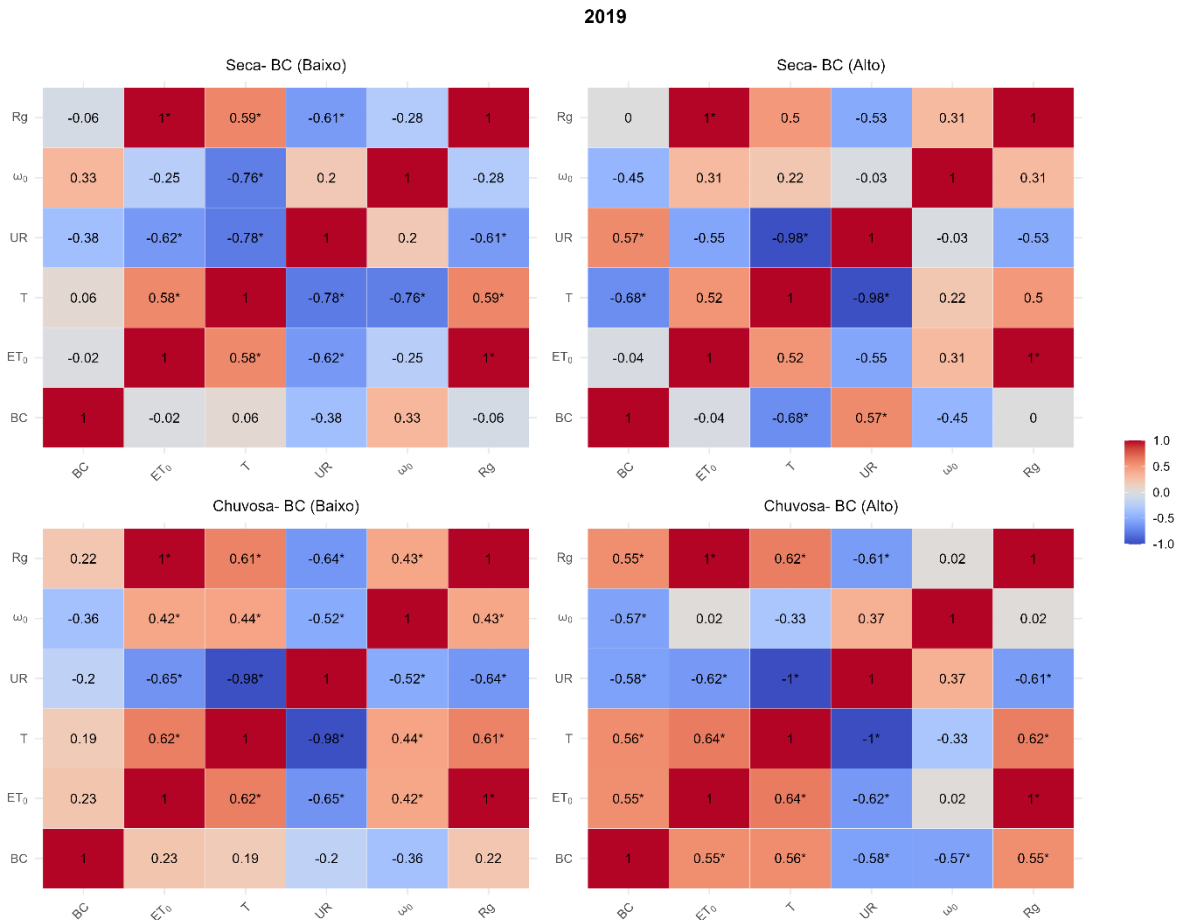 2019
Seca- BC (Baixo)
Rg -0.06 1* 0.59* -0.61* -0.28 1
ω₀ 0.33 -0.25 -0.76* 0.2 1 -0.28
UR -0.38 -0.62* -0.78* 1 0.2 -0.61*
T 0.06 0.58* 1 -0.78* -0.76* 0.59*
ET₀ -0.02 1 0.58* -0.62* -0.25 1*
BC 1 -0.02 0.06 -0.38 0.33 -0.06
BC ET₀ T UR ω₀ Rg
Seca- BC (Alto)
Rg 0 1* 0.5 -0.53 0.31 1
ω₀ -0.45 0.31 0.22 -0.03 1 0.31
UR 0.57* -0.55 -0.98* 1 -0.03 -0.53
T -0.68* 0.52 1 -0.98* 0.22 0.5
ET₀ -0.04 1 0.52 -0.55 0.31 1*
BC 1 -0.04 -0.68* 0.57* -0.45 0
BC ET₀ T UR ω₀ Rg
Chuvosa- BC (Baixo)
Rg 0.22 1* 0.61* -0.64* 0.43* 1
ω₀ -0.36 0.42* 0.44* -0.52* 1 0.43*
UR -0.2 -0.65* -0.98* 1 -0.52* -0.64*
T 0.19 0.62* 1 -0.98* 0.44* 0.61*
ET₀ 0.23 1 0.62* -0.65* 0.42* 1*
BC 1 0.23 0.19 -0.2 -0.36 0.22
BC ET₀ T UR ω₀ Rg
Chuvosa- BC (Alto)
Rg 0.55* 1* 0.62* -0.61* 0.02 1
ω₀ -0.57* 0.02 -0.33 0.37 1 0.02
UR -0.58* -0.62* -1* 1 0.37 -0.61*
T 0.56* 0.64* 1 -1* -0.33 0.62*
ET₀ 0.55* 1 0.64* -0.62* 0.02 1*
BC 1 0.55* 0.56* -0.58* -0.57* 0.55*
BC ET₀ T UR ω₀ Rg
1.0
0.5
0.0
-0.5
-1.0